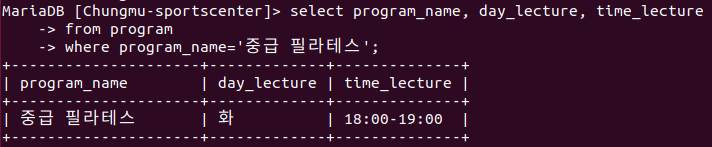 MariaDB [Chungmu-sportscenter]> select program_name, day_lecture, time_lecture
    -> from program
    -> where program_name='중급 필라테스';
+---------------------+-------------+--------------+
| program_name        | day_lecture | time_lecture |
+---------------------+-------------+--------------+
| 중급 필라테스       | 화          | 18:00-19:00  |
+---------------------+-------------+--------------+